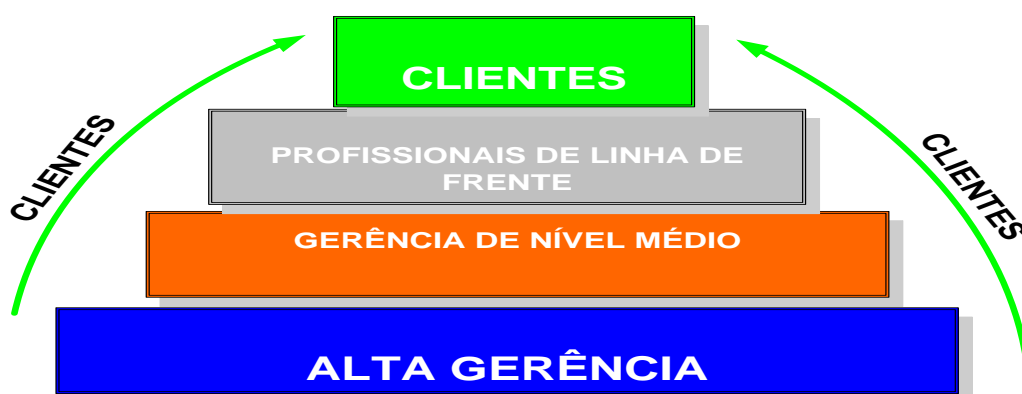 CLIENTES
CLIENTES
CLIENTES
PROFISSIONAIS DE LINHA DE
FRENTE
GERÊNCIA DE NÍVEL MÉDIO
ALTA GERÊNCIA